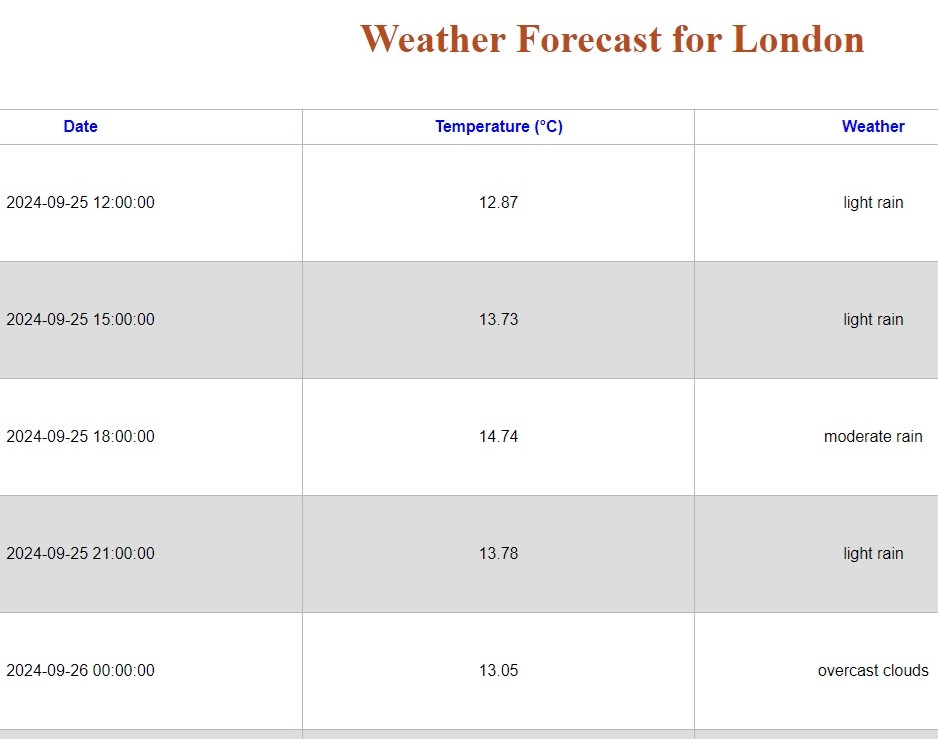 Weather Forecast for London
Date Temperature (°C) Weather
2024-09-25 12:00:00 12.87 light rain
2024-09-25 15:00:00 13.73 light rain
2024-09-25 18:00:00 14.74 moderate rain
2024-09-25 21:00:00 13.78 light rain
2024-09-26 00:00:00 13.05 overcast clouds